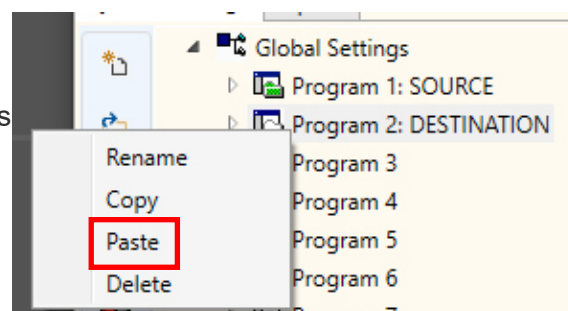 Global Settings
Program 1: SOURCE
s
Program 2: DESTINATION
Rename
Program 3
Copy
Program 4
Paste
Program 5
Delete
Program 6